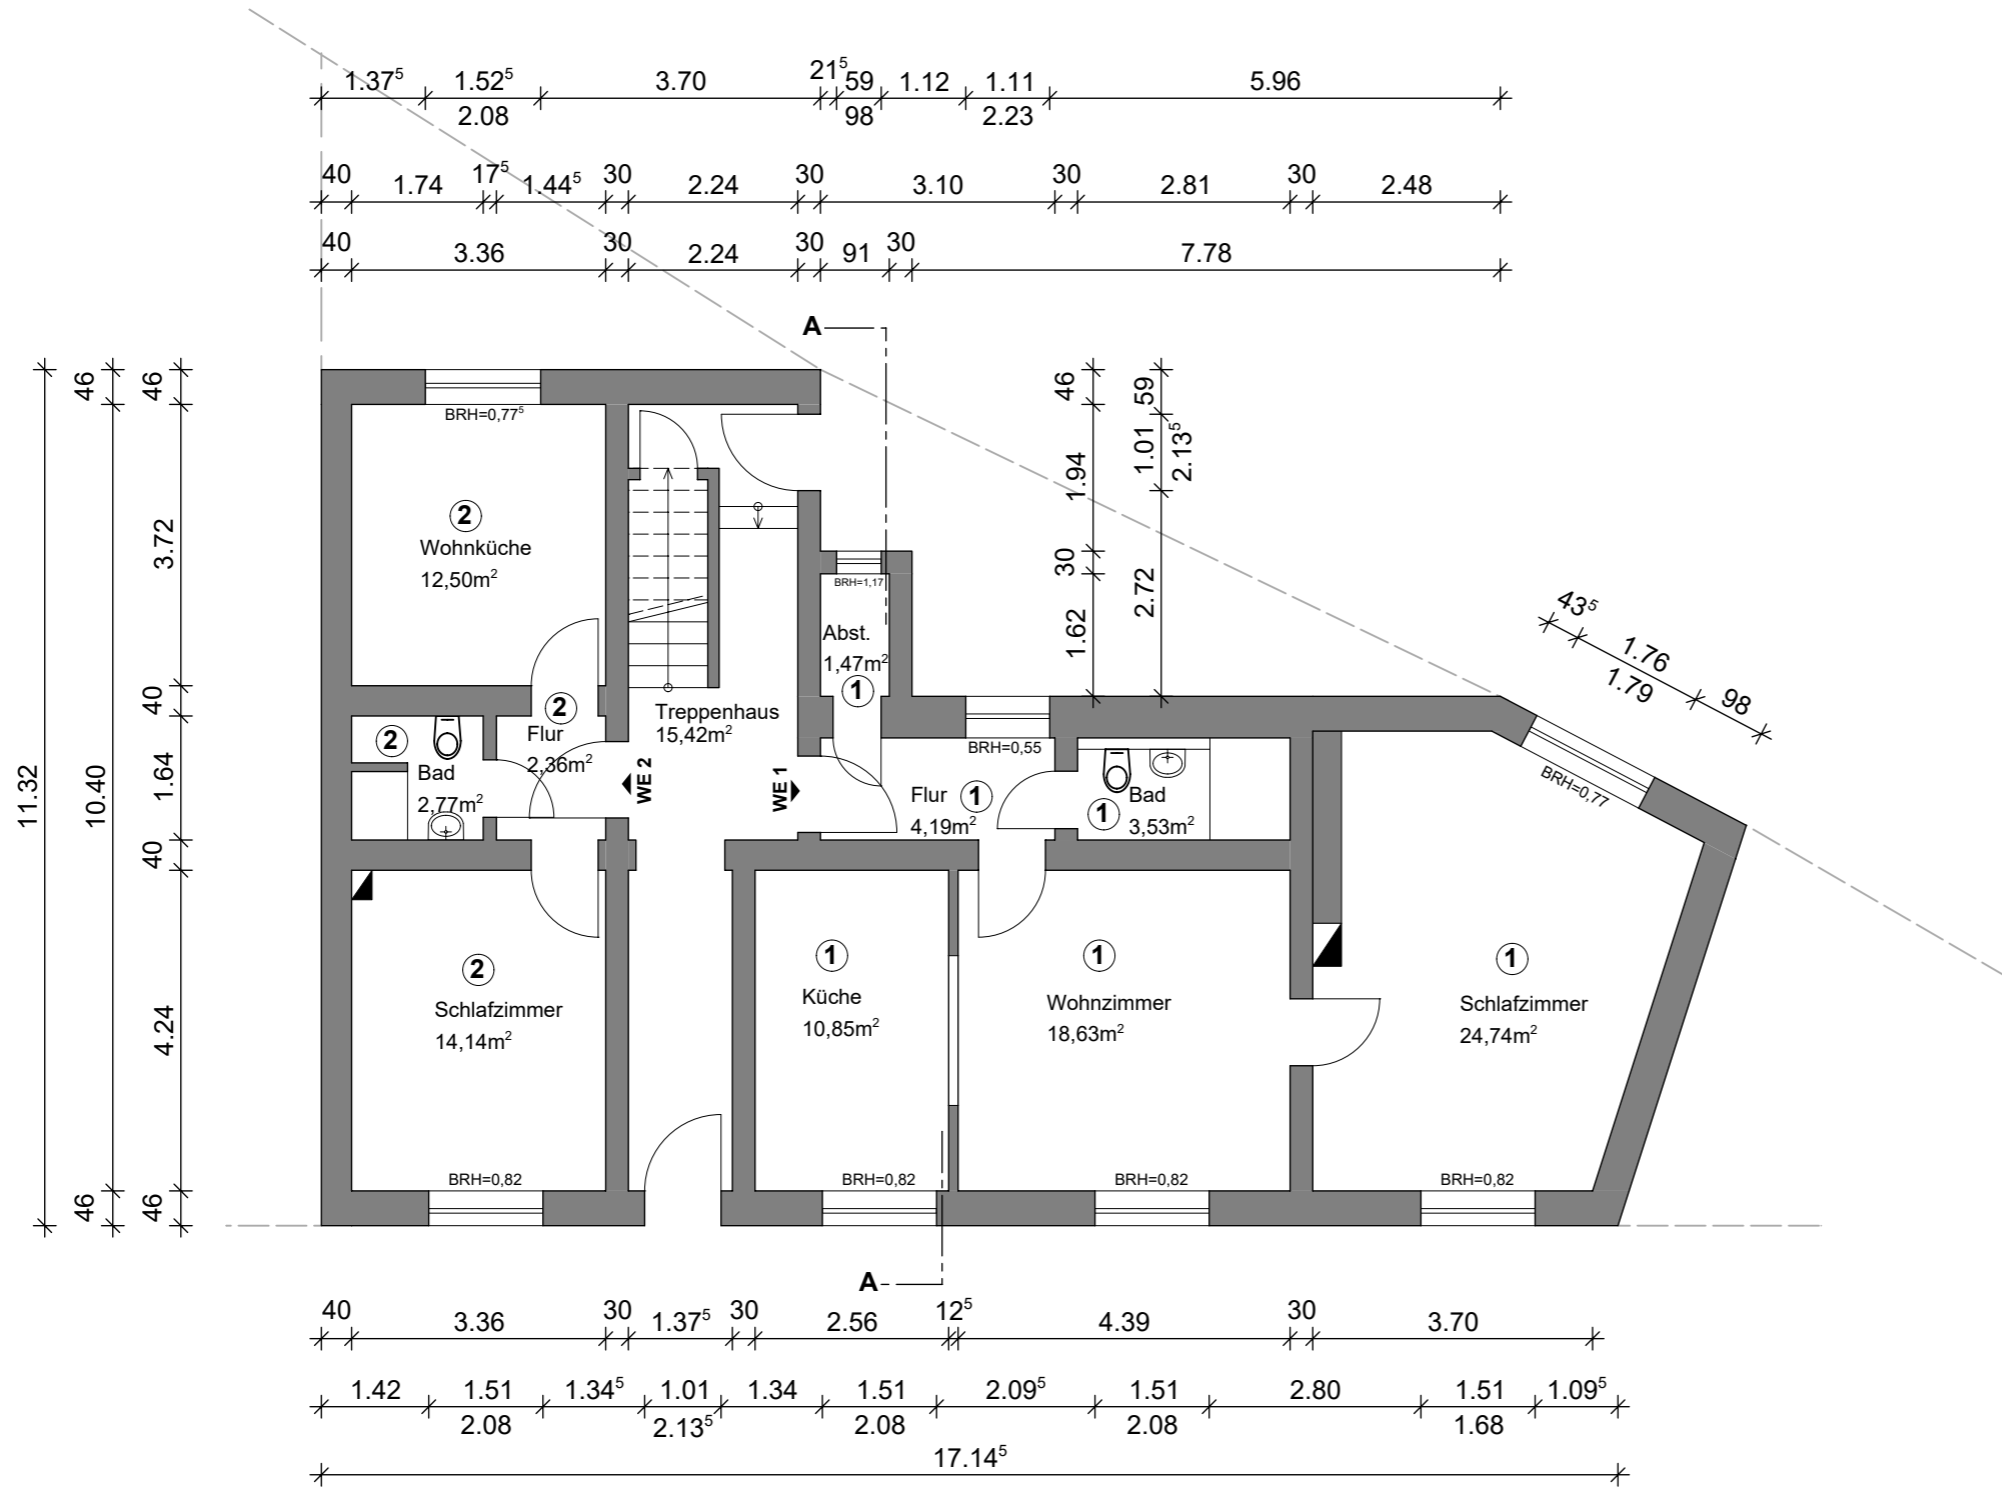 1.37⁵ 1.52⁵ 3.70 21⁵ 59 1.12 1.11 5.96
2.08 98 2.23
40 1.74 17⁵ 1.44⁵ 30 2.24 30 3.10 30 2.81 30 2.48
40 3.36 30 2.24 30 91 30 7.78
A
11.32
46 10.40 46
46 3.72 40 1.64 40 4.24 46
46 1.94 30 1.62
59 1.01 2.72
2.13⁵
43⁵ 1.76 98
1.79
BRH=0,77⁵
2
Wohnküche
12,50m²
BRH=1,17
Abst.
1,47m²
1
2
Flur
2,36m²
Treppenhaus
15,42m²
2
Bad
2,77m²
WE 2
WE 1
BRH=0,55
Flur 1
4,19m²
1 Bad
3,53m²
BRH=0,77
2
Schlafzimmer
14,14m²
1
Küche
10,85m²
1
Wohnzimmer
18,63m²
1
Schlafzimmer
24,74m²
BRH=0,82
BRH=0,82
BRH=0,82
BRH=0,82
A
40 3.36 30 1.37⁵ 30 2.56 12⁵ 4.39 30 3.70
1.42 1.51 1.34⁵ 1.01 1.34 1.51 2.09⁵ 1.51 2.80 1.51 1.09⁵
2.08 2.13⁵ 2.08 2.08 1.68
17.14⁵